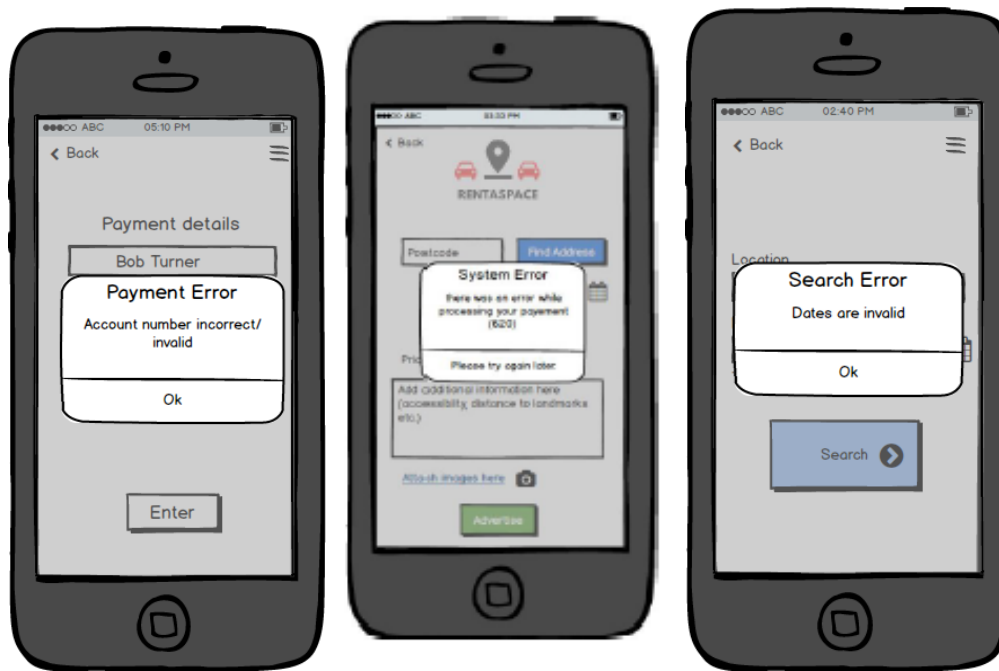 ABC 05:10 PM
Back
Payment details
Bob Turner
Payment Error
Account number incorrect/
invalid
Ok
Enter
ABC
PM
Back
RENTASPACE
Postcode
Find Address
System Error
there was an error while
processing your payement
(620)
Please try again later.
Add additional information here
(accessibility, distance to landmarks
etc.)
Attach images here
Advertise
ABC 02:40 PM
Back
Location
Search Error
Dates are invalid
Ok
Search